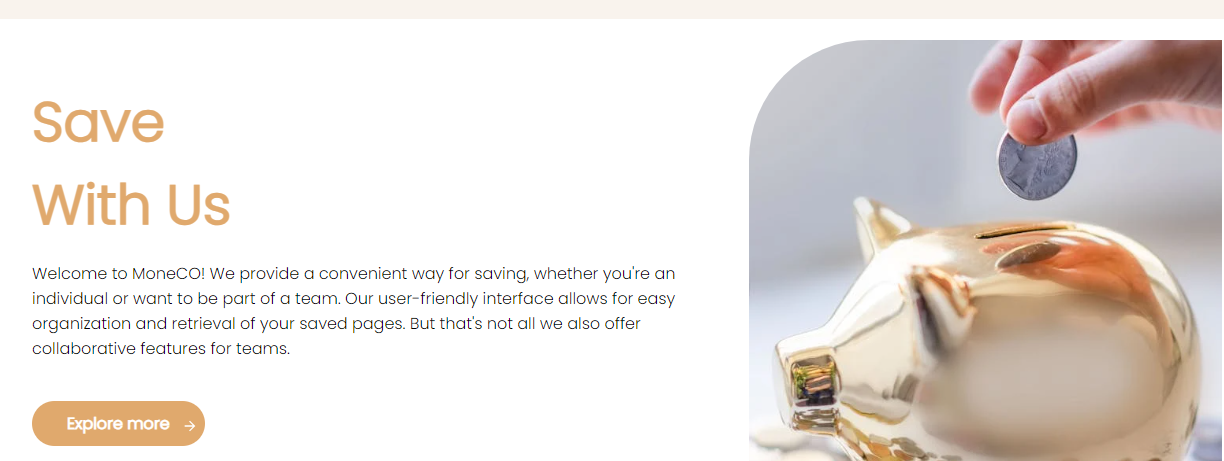 Save
With Us
Welcome to MoneCO! We provide a convenient way for saving, whether you're an
individual or want to be part of a team. Our user-friendly interface allows for easy
organization and retrieval of your saved pages. But that's not all we also offer
collaborative features for teams.
Explore more →